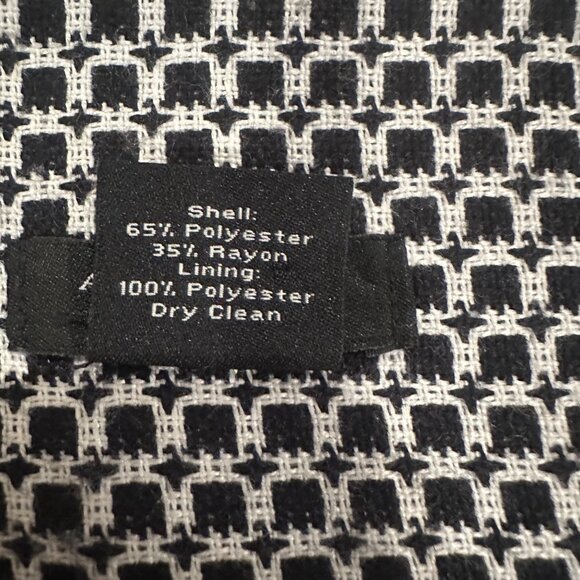 Shell:
65% Polyester
35% Rayon
Lining:
100% Polyester
Dry Clean